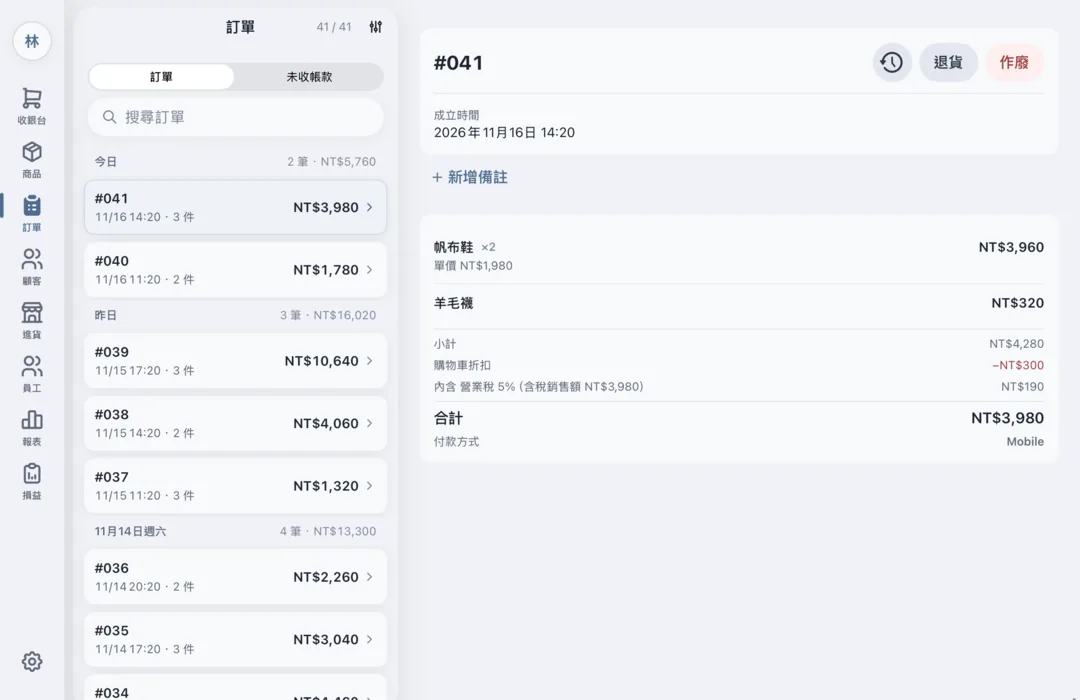 林
收銀台
商品
訂單
顧客
進貨
員工
報表
損益
訂單
41 / 41
訂單
未收帳款
搜尋訂單
今日
2 筆 · NT$5,760
#041
NT$3,980
11/16 14:20 · 3 件
#040
NT$1,780
11/16 11:20 · 2 件
昨日
3 筆 · NT$16,020
#039
NT$10,640
11/15 17:20 · 3 件
#038
NT$4,060
11/15 14:20 · 2 件
#037
NT$1,320
11/15 11:20 · 3 件
11月14日週六
4 筆 · NT$13,300
#036
NT$2,260
11/14 20:20 · 2 件
#035
NT$3,040
11/14 17:20 · 3 件
#034
#041
退貨
作廢
成立時間
2026 年 11月16日 14:20
+ 新增備註
帆布鞋 ×2
NT$3,960
單價 NT$1,980
羊毛襪
NT$320
小計
NT$4,280
購物車折扣
−NT$300
內含 營業稅 5% (含稅銷售額 NT$3,980)
NT$190
合計
NT$3,980
付款方式
Mobile